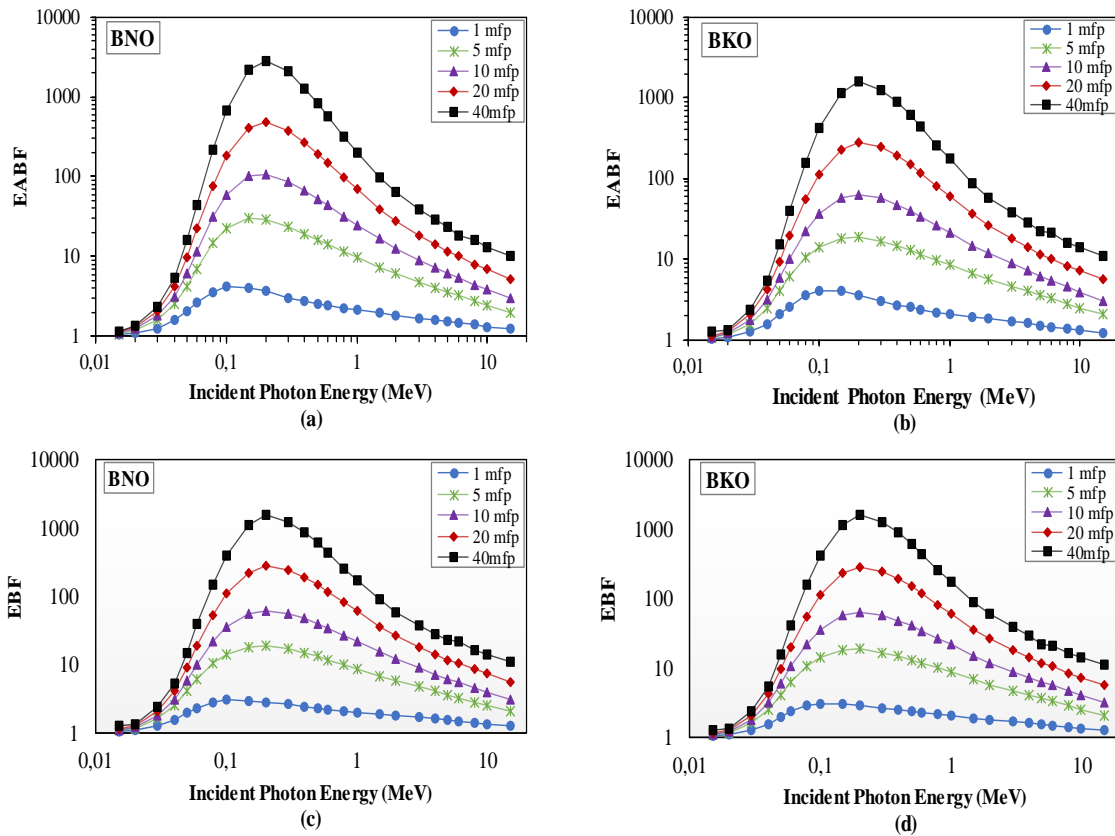 BNO
10000
1000
100
10
1
EABF
1 mfp
5 mfp
10 mfp
20 mfp
40mfp
0,01
0,1
1
10
Incident Photon Energy (MeV)
(a)
BKO
10000
1000
100
10
1
EABF
1 mfp
5 mfp
10 mfp
20 mfp
40mfp
0,01
0,1
1
10
Incident Photon Energy (MeV)
(b)
BNO
10000
1000
100
10
1
EBF
1 mfp
5 mfp
10 mfp
20 mfp
40mfp
0,01
0,1
1
10
Incident Photon Energy (MeV)
(c)
BKO
10000
1000
100
10
1
EBF
1 mfp
5 mfp
10 mfp
20 mfp
40mfp
0,01
0,1
1
10
Incident Photon Energy (MeV)
(d)